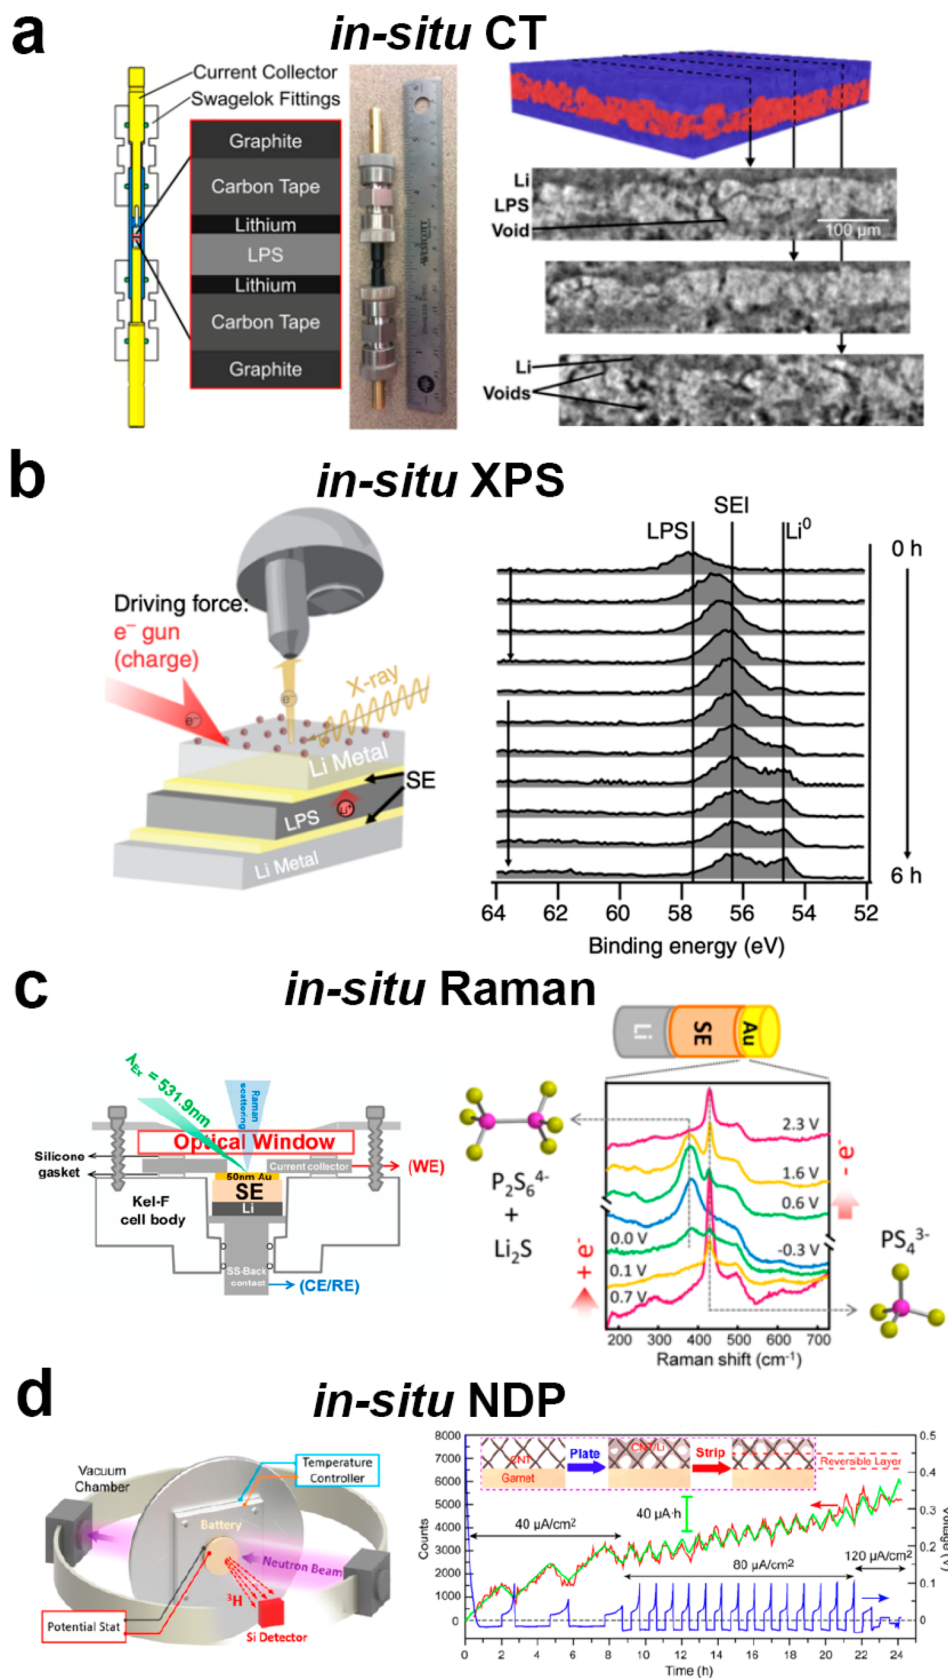 a
in-situ CT
Current Collector
Swagelok Fittings
Graphite
Carbon Tape
Lithium
LPS
Lithium
Carbon Tape
Graphite
WESTCOTT
Li
LPS
Void
100 µm
Li
Voids
b
in-situ XPS
Driving force:
e⁻ gun
(charge)
e⁻
e⁻
X-ray
Li Metal
SE
LPS
Li⁺
Li Metal
SEI
LPS
Li⁰
0 h
6 h
64 62 60 58 56 54 52
Binding energy (eV)
c
in-situ Raman
λEx = 531.9nm
Raman
scattering
Optical Window
Silicone
gasket
Current collector
(WE)
50nm Au
SE
Li
Kel-F
cell body
SS-Back
contact
(CE/RE)
Li
SE
Au
P₂S₆⁴⁻
+
Li₂S
2.3 V
1.6 V
0.6 V
0.0 V
-0.3 V
0.1 V
0.7 V
+ e⁻
- e⁻
PS₄³⁻
200 300 400 500 600 700
Raman shift (cm⁻¹)
d
in-situ NDP
Vacuum
Chamber
Temperature
Controller
Battery
Neutron Beam
³H
Potential Stat
Si Detector
8000
7000
6000
5000
4000
3000
2000
1000
0
Counts
CNT
Garnet
Plate
CNT/Li
Strip
Reversible Layer
40 µA·h
40 µA/cm²
80 µA/cm²
120 µA/cm²
0.5
0.4
0.3
0.2
0.1
0
Voltage (V)
0 2 4 6 8 10 12 14 16 18 20 22 24
Time (h)